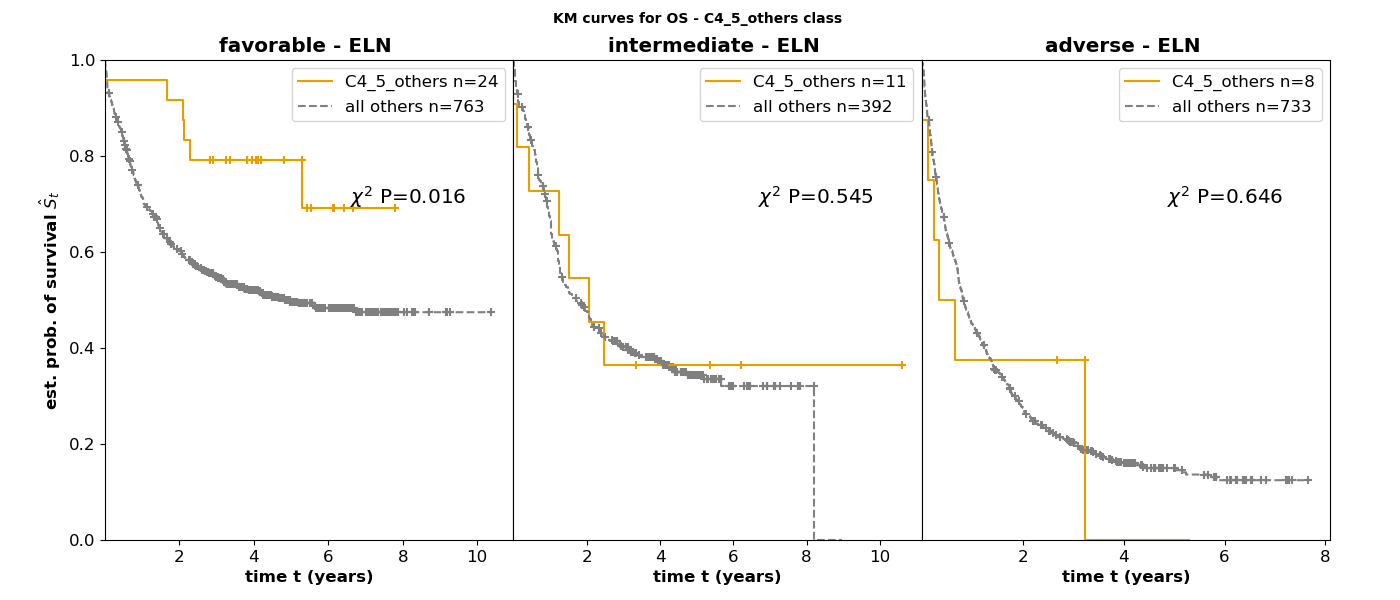 KM curves for OS - C4_5_others class
favorable - ELN
intermediate - ELN
adverse - ELN
est. prob. of survival Ŝ_t
1.0
0.8
0.6
0.4
0.2
0.0
C4_5_others n=24
all others n=763
χ² P=0.016
2 4 6 8 10
time t (years)
C4_5_others n=11
all others n=392
χ² P=0.545
2 4 6 8 10
time t (years)
C4_5_others n=8
all others n=733
χ² P=0.646
2 4 6 8
time t (years)